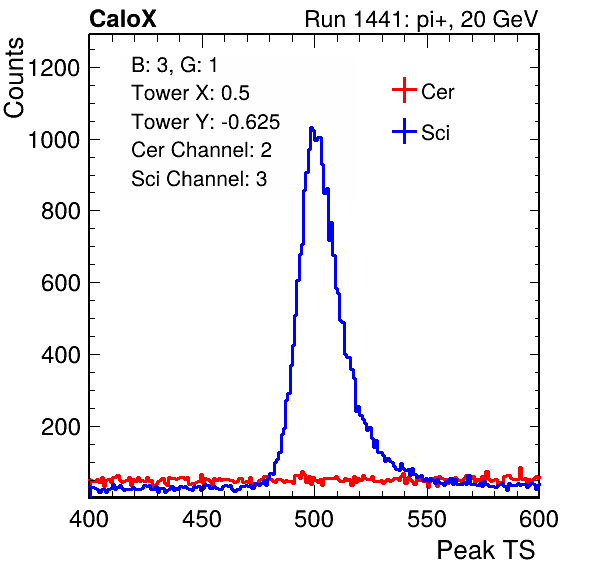 CaloX Run 1441: pi+, 20 GeV
Counts
B: 3, G: 1
Tower X: 0.5
Tower Y: -0.625
Cer Channel: 2
Sci Channel: 3
Cer
Sci
1200
1000
800
600
400
200
400 450 500 550 600
Peak TS